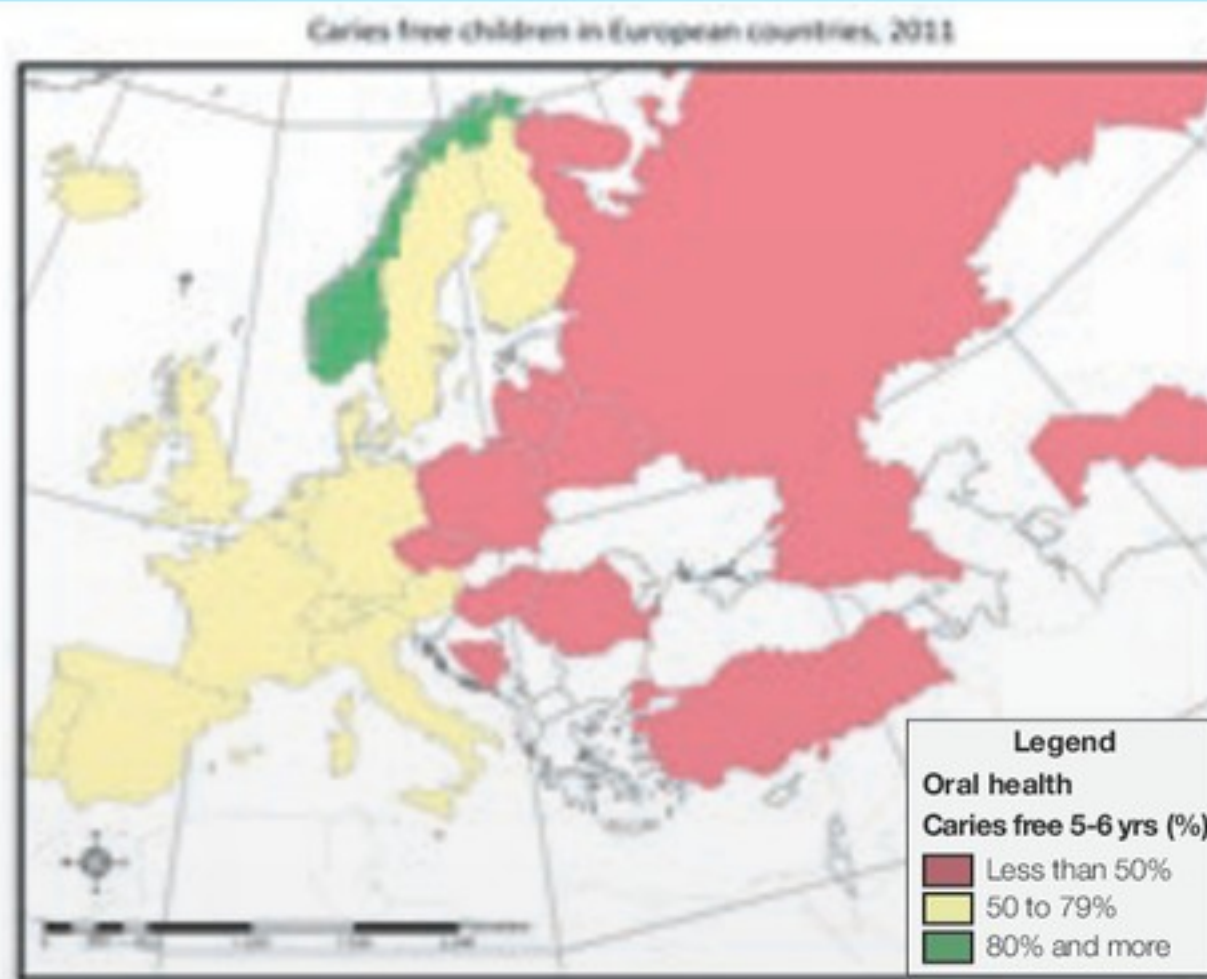 Caries free children in European countries, 2011
Legend
Oral health
Caries free 5-6 yrs (%)
Less than 50%
50 to 79%
80% and more